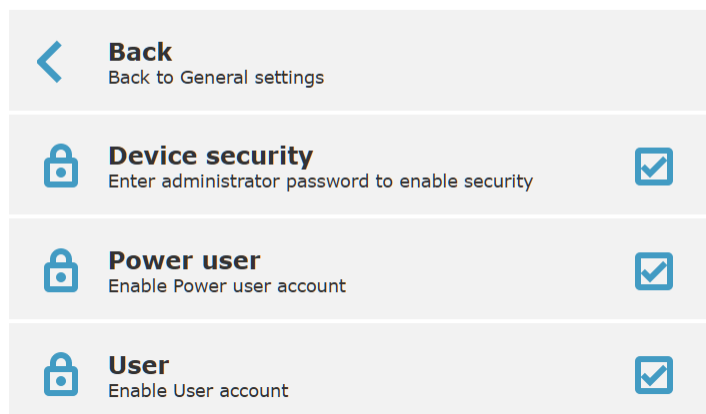 Back
Back to General settings
Device security
Enter administrator password to enable security
Power user
Enable Power user account
User
Enable User account